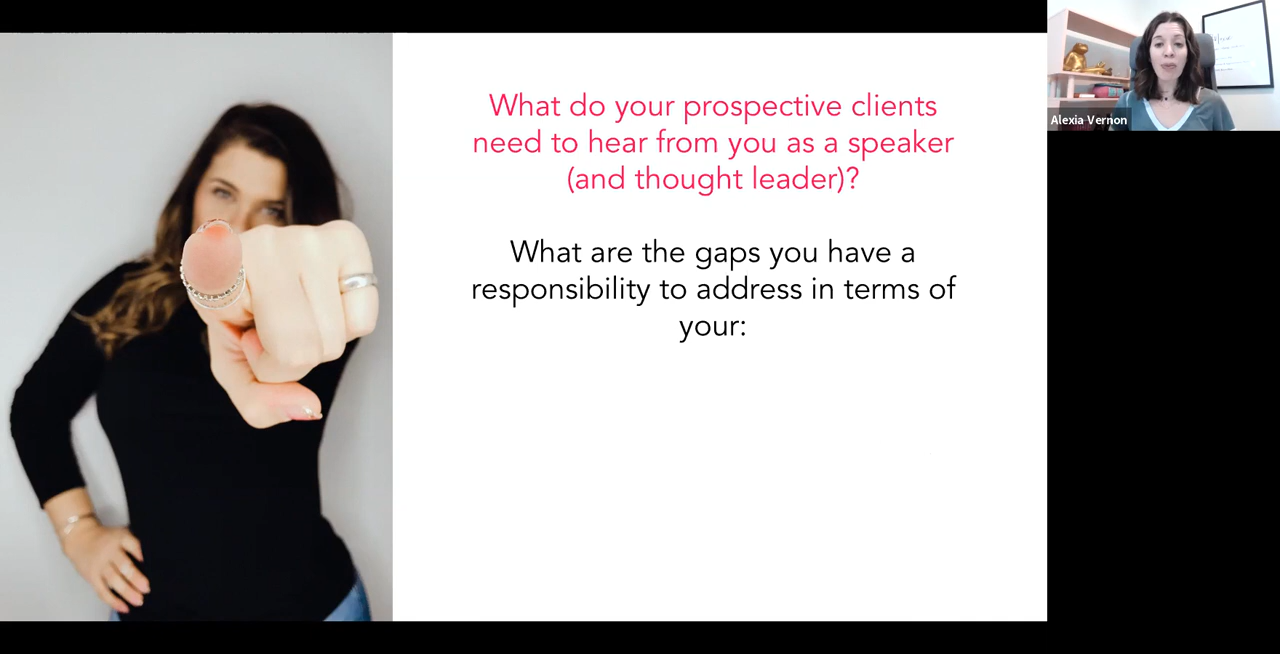 What do your prospective clients
need to hear from you as a speaker
(and thought leader)?
What are the gaps you have a
responsibility to address in terms of
your:
Alexia Vernon